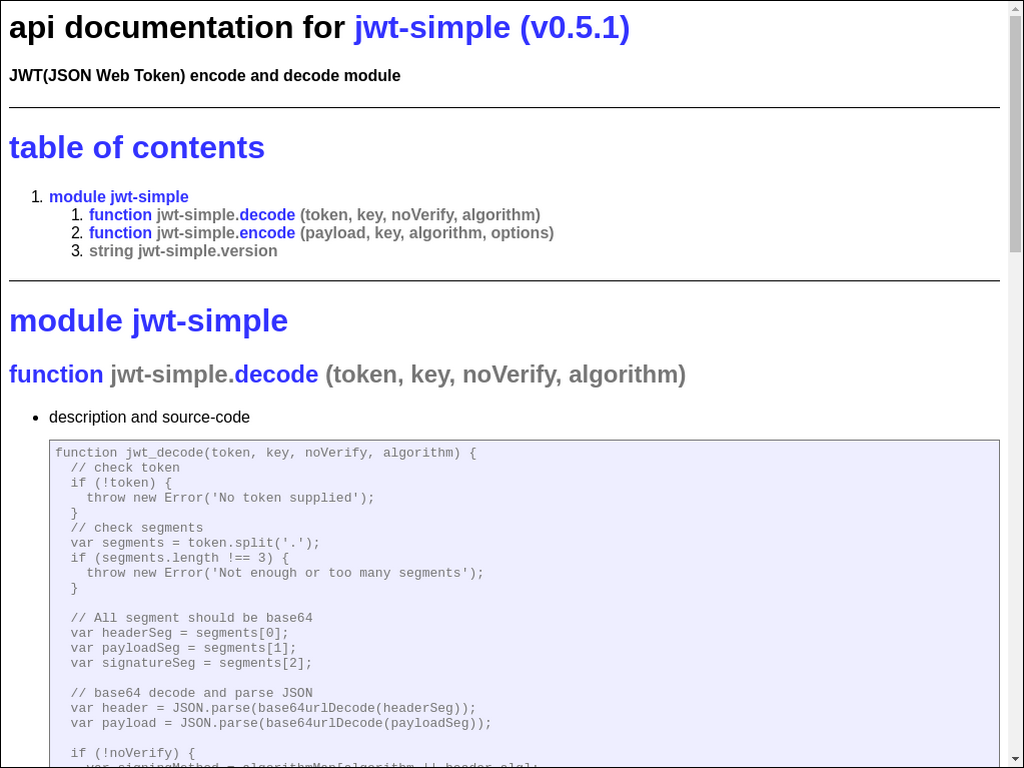 api documentation for jwt-simple (v0.5.1)
JWT(JSON Web Token) encode and decode module
table of contents
1. module jwt-simple
1. function jwt-simple.decode (token, key, noVerify, algorithm)
2. function jwt-simple.encode (payload, key, algorithm, options)
3. string jwt-simple.version
module jwt-simple
function jwt-simple.decode (token, key, noVerify, algorithm)
• description and source-code
function jwt_decode(token, key, noVerify, algorithm) {
  // check token
  if (!token) {
    throw new Error('No token supplied');
  }
  // check segments
  var segments = token.split('.');
  if (segments.length !== 3) {
    throw new Error('Not enough or too many segments');
  }

  // All segment should be base64
  var headerSeg = segments[0];
  var payloadSeg = segments[1];
  var signatureSeg = segments[2];

  // base64 decode and parse JSON
  var header = JSON.parse(base64urlDecode(headerSeg));
  var payload = JSON.parse(base64urlDecode(payloadSeg));

  if (!noVerify) {
    var signingMethod = algorithmMap[algorithm || header.alg];